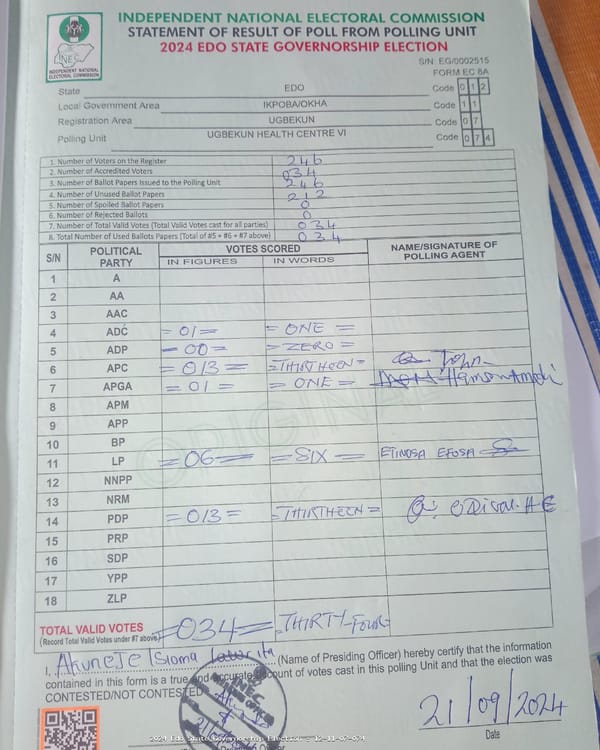 INDEPENDENT NATIONAL ELECTORAL COMMISSION
STATEMENT OF RESULT OF POLL FROM POLLING UNIT
2024 EDO STATE GOVERNORSHIP ELECTION
INEC
INDEPENDENT NATIONAL ELECTORAL COMMISSION
S/N: EG/0002515
FORM EC 8A
State EDO Code 0 1 2
Local Government Area IKPOBA/OKHA Code 1 1
Registration Area UGBEKUN Code 0 7
Polling Unit UGBEKUN HEALTH CENTRE VI Code 0 7 4
1. Number of Voters on the Register 246
2. Number of Accredited Voters 034
3. Number of Ballot Papers Issued to the Polling Unit 246
4. Number of Unused Ballot Papers 212
5. Number of Spoiled Ballot Papers 0
6. Number of Rejected Ballots 0
7. Number of Total Valid Votes (Total Valid Votes cast for all parties) 034
8. Total Number of Used Ballots Papers (Total of #5 + #6 + #7 above) 034
S/N POLITICAL PARTY VOTES SCORED NAME/SIGNATURE OF POLLING AGENT
IN FIGURES IN WORDS
1 A
2 AA
3 AAC
4 ADC =01= =ONE=
5 ADP =00= =ZERO=
6 APC =013= =THIRTHEEN= John
7 APGA =01= =ONE=
8 APM
9 APP
10 BP
11 LP =06= =SIX= ETINOSA EFOSA
12 NNPP
13 NRM
14 PDP =013= =THIRTHEEN=
15 PRP
16 SDP
17 YPP
18 ZLP
ORIGINAL
TOTAL VALID VOTES =034= =THIRTY-FOUR
(Record Total Valid Votes under #7 above)
I, Akuneje Isioma (Name of Presiding Officer) hereby certify that the information
contained in this form is a true and accurate account of votes cast in this polling Unit and that the election was
CONTESTED/NOT CONTESTED
INEC
21/09/2024
Date
2024 Edo State Governorship Election - 12-11-07-074